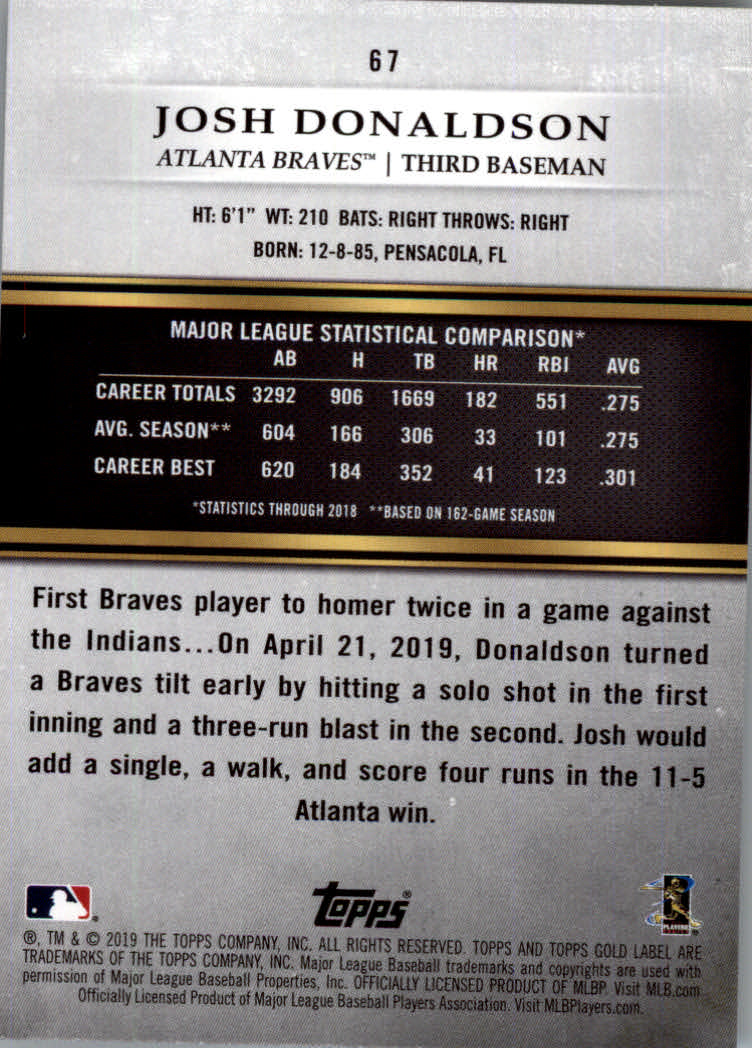 67
JOSH DONALDSON
ATLANTA BRAVES™ | THIRD BASEMAN
HT: 6'1" WT: 210 BATS: RIGHT THROWS: RIGHT
BORN: 12-8-85, PENSACOLA, FL
MAJOR LEAGUE STATISTICAL COMPARISON*
AB H TB HR RBI AVG
CAREER TOTALS 3292 906 1669 182 551 .275
AVG. SEASON** 604 166 306 33 101 .275
CAREER BEST 620 184 352 41 123 .301
*STATISTICS THROUGH 2018 **BASED ON 162-GAME SEASON
First Braves player to homer twice in a game against
the Indians...On April 21, 2019, Donaldson turned
a Braves tilt early by hitting a solo shot in the first
inning and a three-run blast in the second. Josh would
add a single, a walk, and score four runs in the 11-5
Atlanta win.
topps®
PLAYERS
®, TM & © 2019 THE TOPPS COMPANY, INC. ALL RIGHTS RESERVED. TOPPS AND TOPPS GOLD LABEL ARE
TRADEMARKS OF THE TOPPS COMPANY, INC. Major League Baseball trademarks and copyrights are used with
permission of Major League Baseball Properties, Inc. OFFICIALLY LICENSED PRODUCT OF MLBP. Visit MLB.com
Officially Licensed Product of Major League Baseball Players Association. Visit MLBPlayers.com.